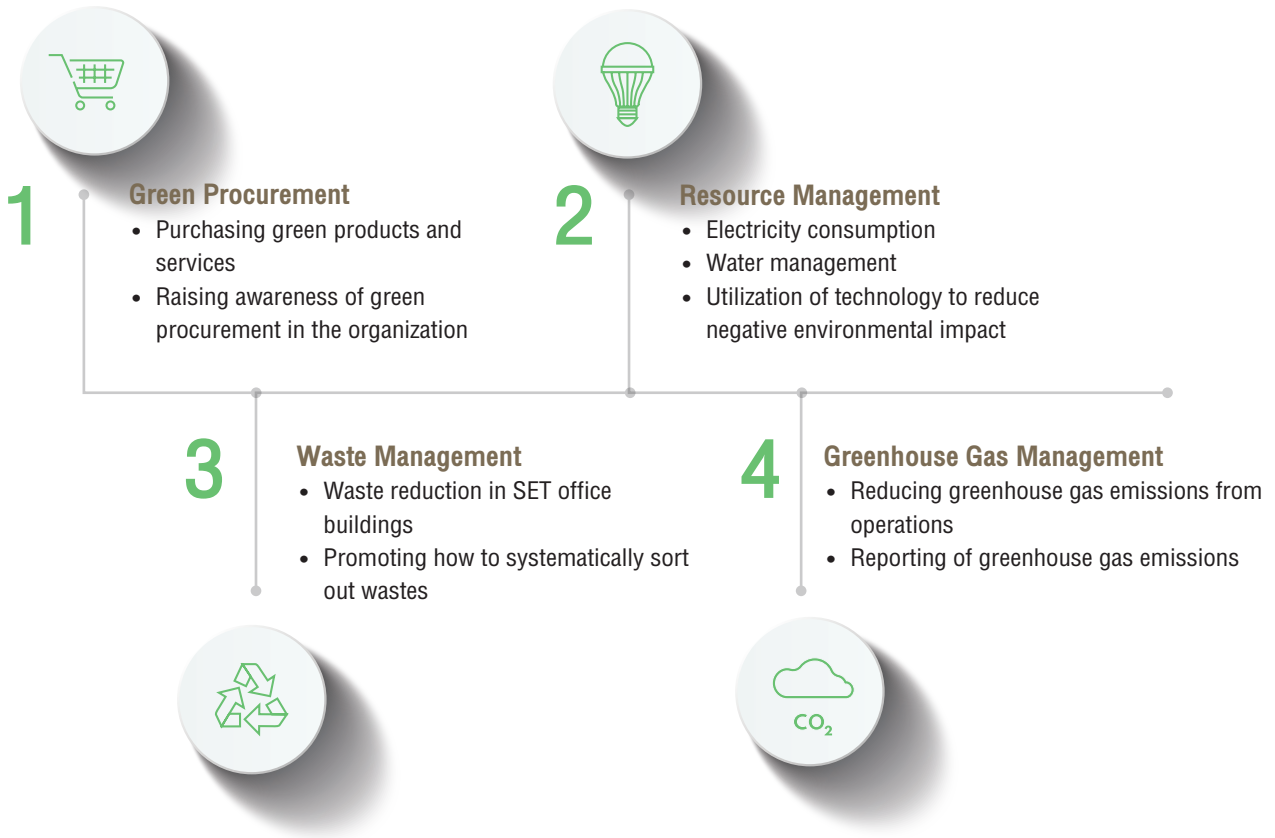 1
Green Procurement
• Purchasing green products and
services
• Raising awareness of green
procurement in the organization
2
Resource Management
• Electricity consumption
• Water management
• Utilization of technology to reduce
negative environmental impact
3
Waste Management
• Waste reduction in SET office
buildings
• Promoting how to systematically sort
out wastes
4
Greenhouse Gas Management
• Reducing greenhouse gas emissions from
operations
• Reporting of greenhouse gas emissions
CO₂